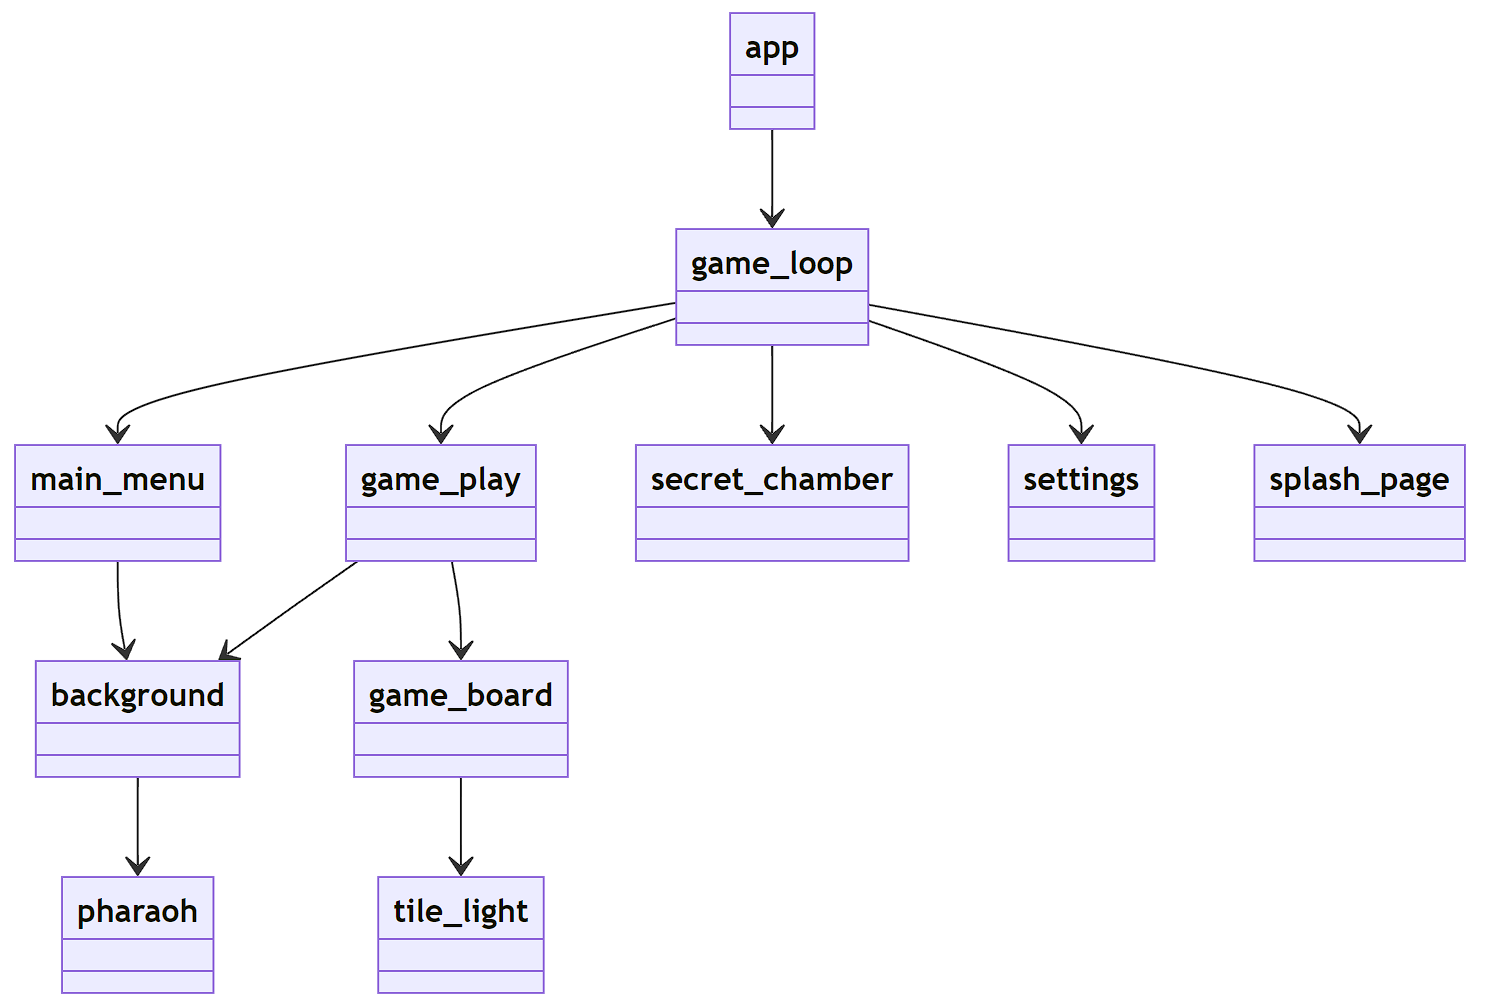 app
game_loop
main_menu
game_play
secret_chamber
settings
splash_page
background
game_board
pharaoh
tile_light